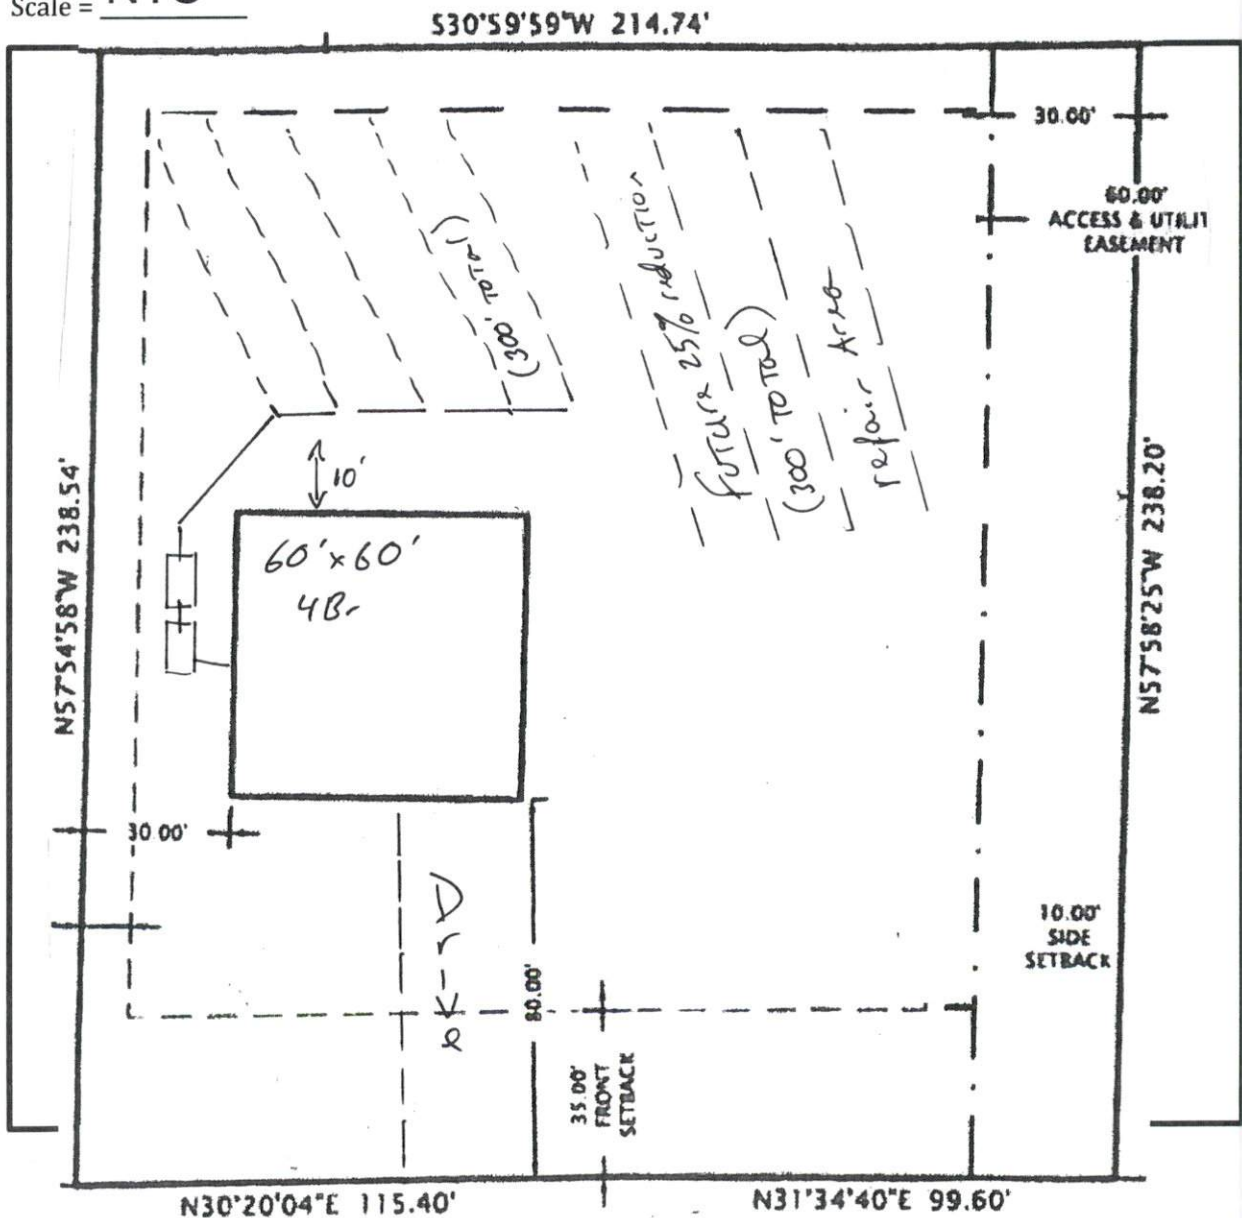 Scale = NTS
S30°59'59"W 214.74'
30.00'
60.00'
ACCESS & UTILIT
EASEMENT
(300' TOTal)
Future 25% reduction
(300' TOTal)
repair Area
10'
60' x 60'
4Br
N57°54'58"W 238.54'
N57°58'25"W 238.20'
30.00'
80.00'
10.00'
SIDE
SETBACK
35.00'
FRONT
SETBACK
N30°20'04"E 115.40'
N31°34'40"E 99.60'